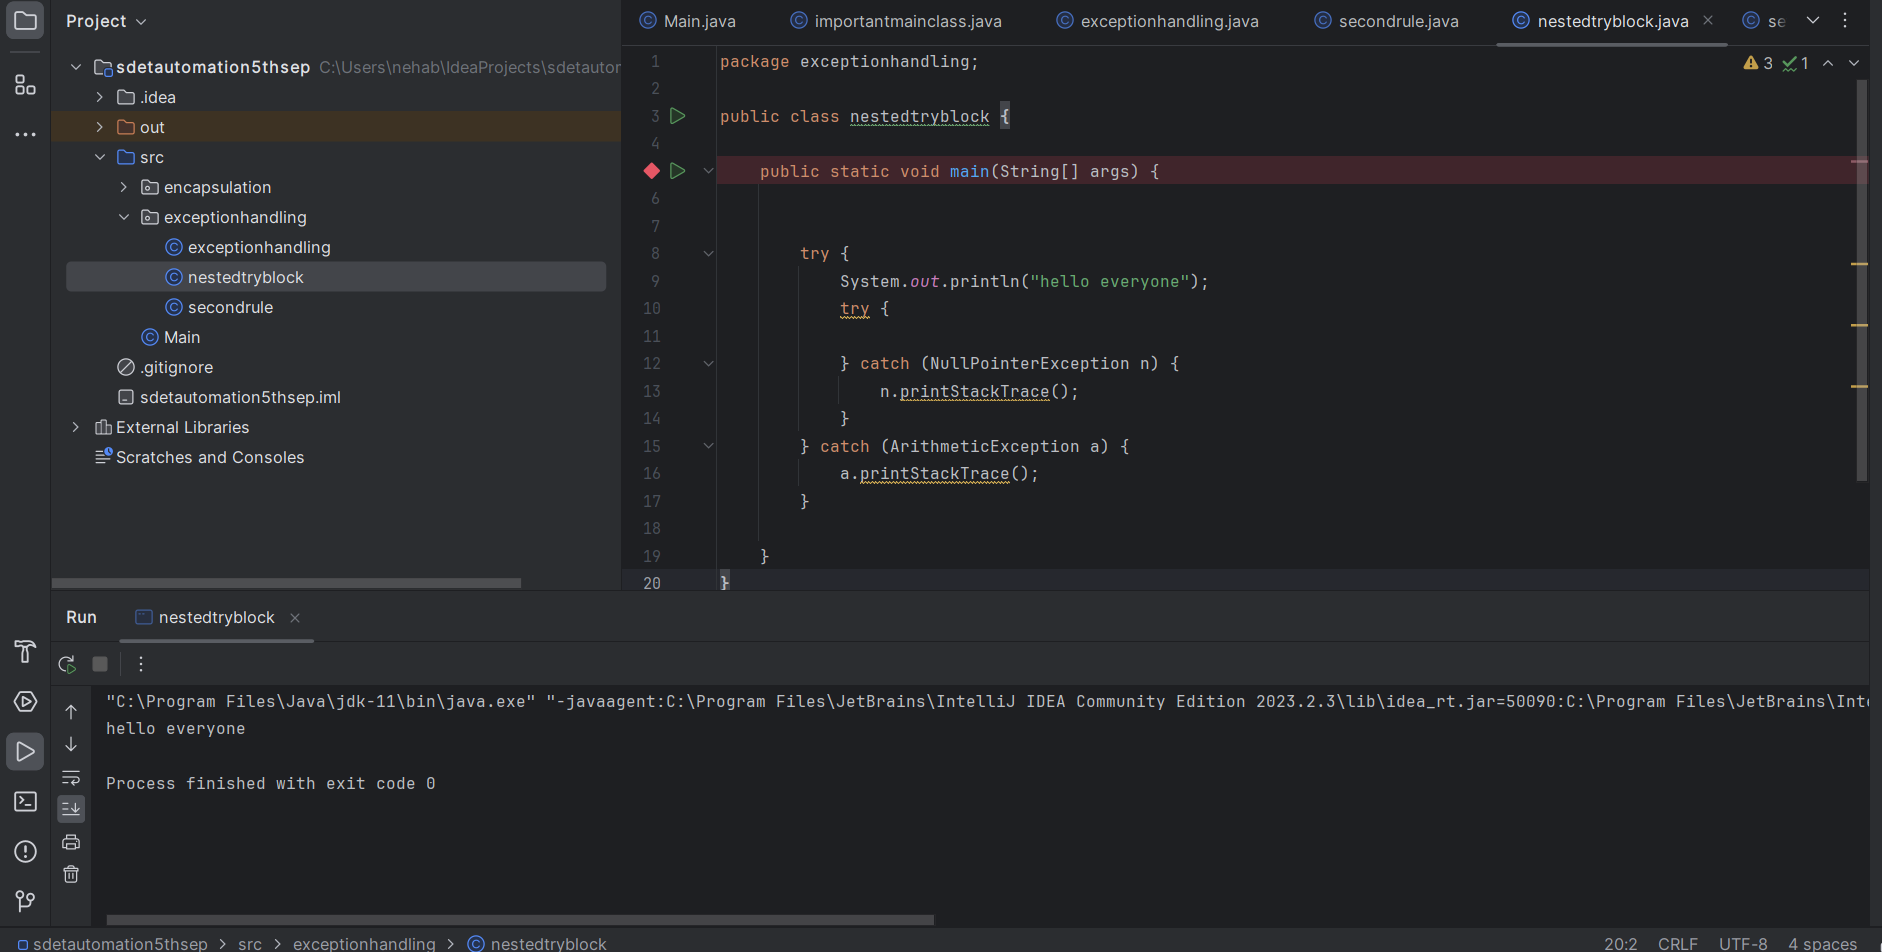 Project
Main.java importantmainclass.java exceptionhandling.java secondrule.java nestedtryblock.java se
sdetautomation5thsep C:\Users\nehab\IdeaProjects\sdetautor
.idea
out
src
encapsulation
exceptionhandling
exceptionhandling
nestedtryblock
secondrule
Main
.gitignore
sdetautomation5thsep.iml
External Libraries
Scratches and Consoles
3 1
1 package exceptionhandling;
2
3 public class nestedtryblock {
4
public static void main(String[] args) {
6
7
8 try {
9 System.out.println("hello everyone");
10 try {
11
12 } catch (NullPointerException n) {
13 n.printStackTrace();
14 }
15 } catch (ArithmeticException a) {
16 a.printStackTrace();
17 }
18
19 }
20 }
Run nestedtryblock
"C:\Program Files\Java\jdk-11\bin\java.exe" "-javaagent:C:\Program Files\JetBrains\IntelliJ IDEA Community Edition 2023.2.3\lib\idea_rt.jar=50090:C:\Program Files\JetBrains\Inte
hello everyone
Process finished with exit code 0
sdetautomation5thsep > src > exceptionhandling > nestedtryblock
20:2 CRLF UTF-8 4 spaces